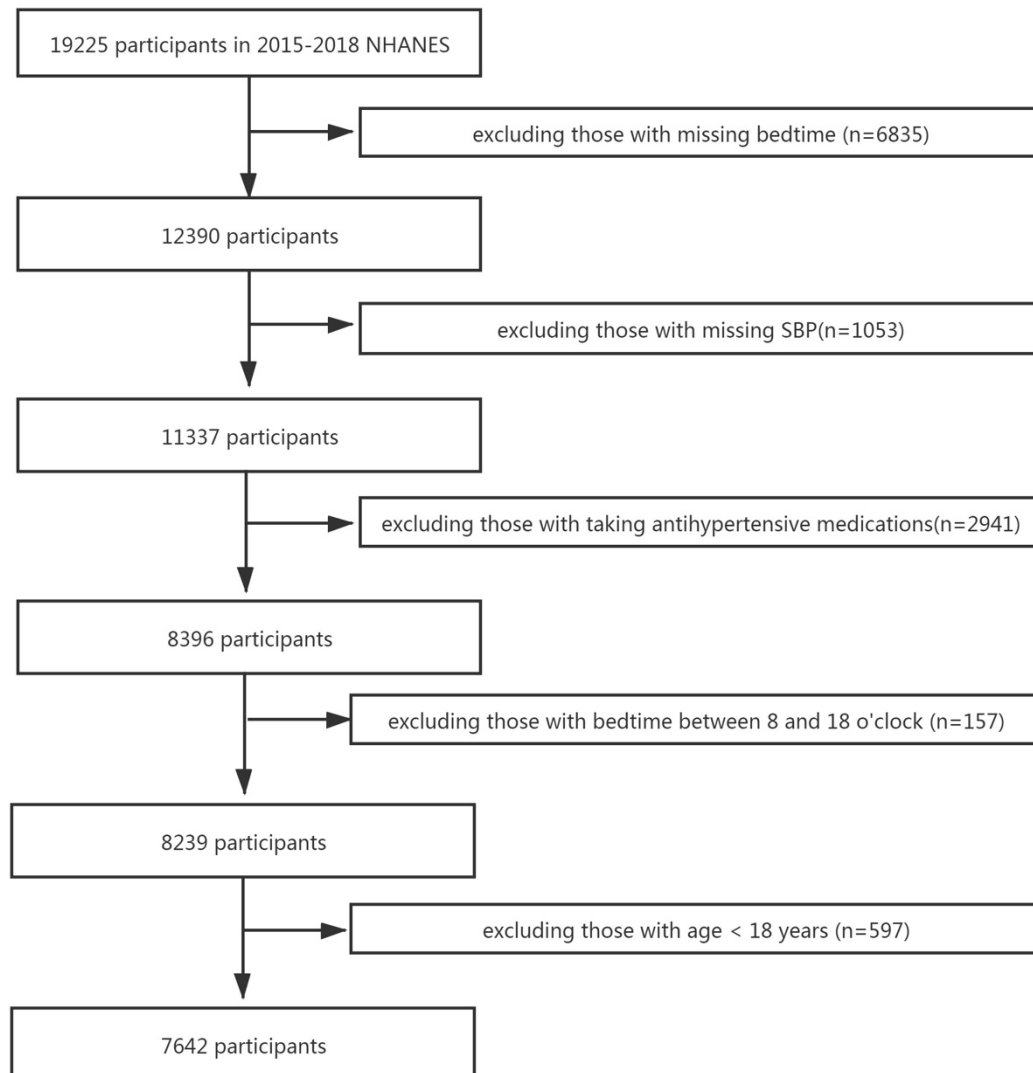 19225 participants in 2015-2018 NHANES
excluding those with missing bedtime (n=6835)
12390 participants
excluding those with missing SBP(n=1053)
11337 participants
excluding those with taking antihypertensive medications(n=2941)
8396 participants
excluding those with bedtime between 8 and 18 o'clock (n=157)
8239 participants
excluding those with age < 18 years (n=597)
7642 participants